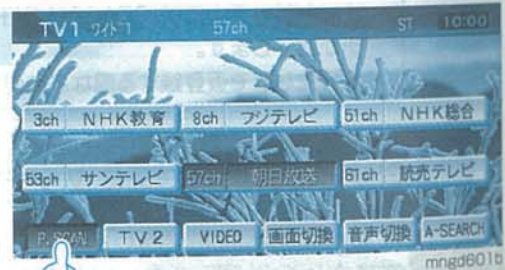 TV1 ワイド1 57ch ST 10:00
3ch NHK教育 8ch フジテレビ 51ch NHK総合
53ch サンテレビ 57ch 朝日放送 61ch 読売テレビ
P.SCAN TV2 VIDEO 画面切換 音声切換 A-SEARCH
mngd601b